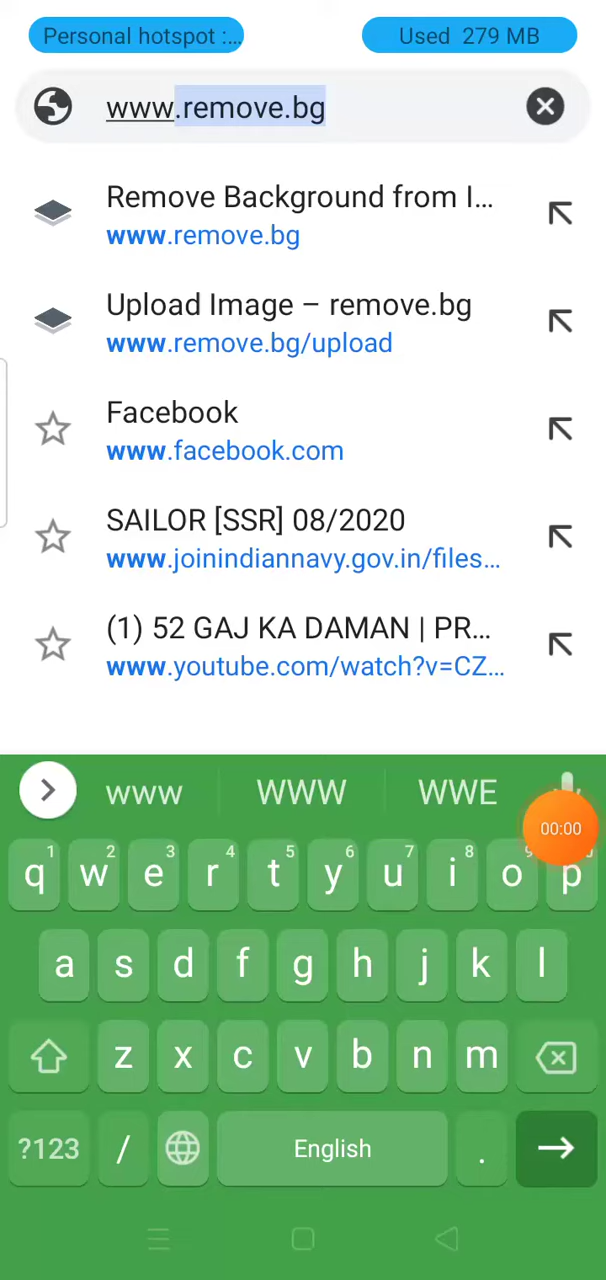 Personal hotspot :...
Used 279 MB
www.remove.bg
Remove Background from I...
www.remove.bg
Upload Image – remove.bg
www.remove.bg/upload
Facebook
www.facebook.com
SAILOR [SSR] 08/2020
www.joinindiannavy.gov.in/files...
(1) 52 GAJ KA DAMAN | PR...
www.youtube.com/watch?v=CZ...
www WWW WWE
00:00
1 2 3 4 5 6 7 8 9 0
q w e r t y u i o p
a s d f g h j k l
z x c v b n m
?123 / English .